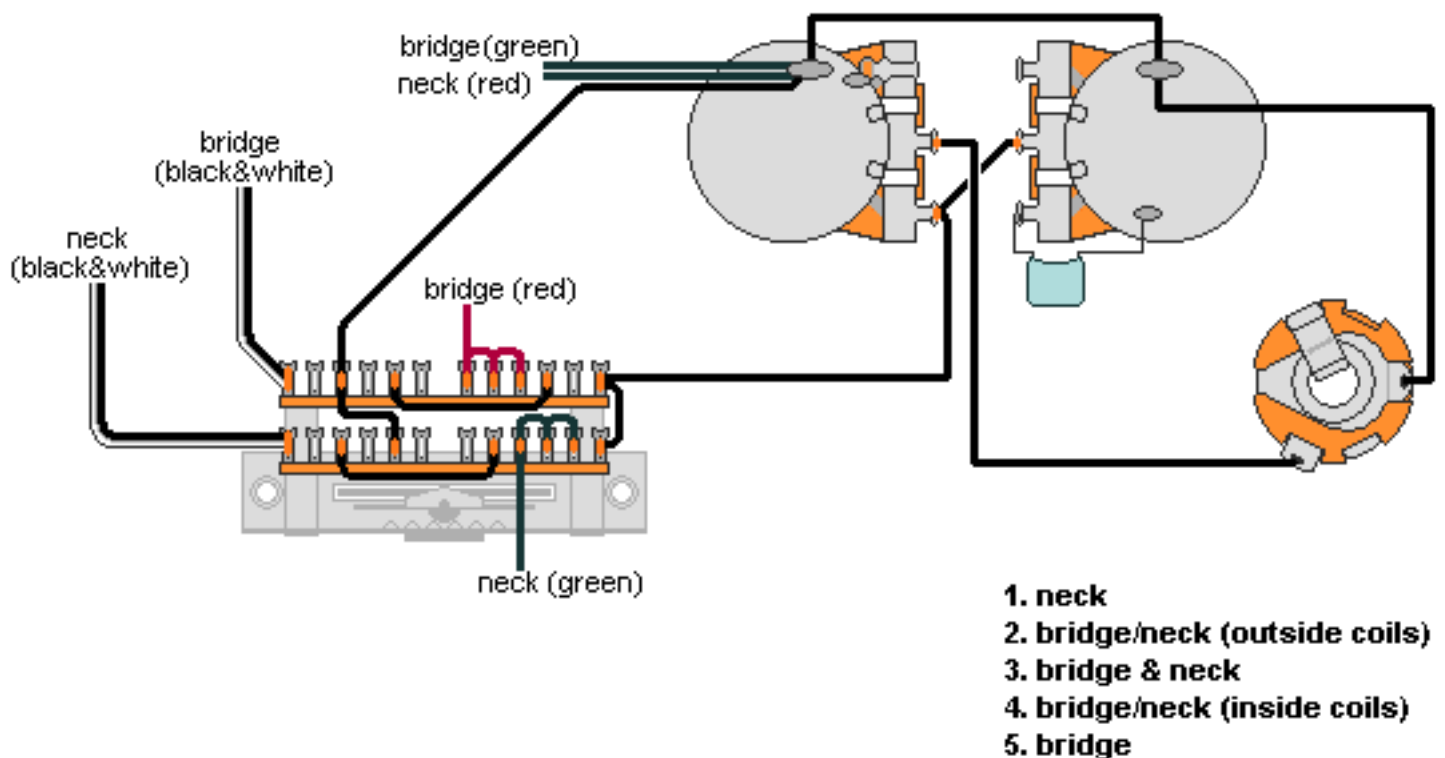 bridge(green)
neck (red)
bridge
(black&white)
neck
(black&white)
bridge (red)
neck (green)
1. neck
2. bridge/neck (outside coils)
3. bridge & neck
4. bridge/neck (inside coils)
5. bridge